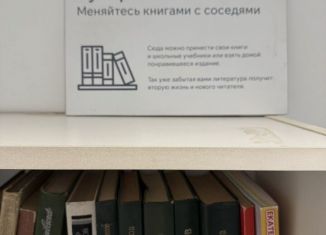 Меняйтесь книгами с соседями
Сюда можно принести свои книги
и школьные учебники или взять домой
понравившееся издание.
Так уже забытая вами литература получит
вторую жизнь и нового читателя.
ЕКАТЕ